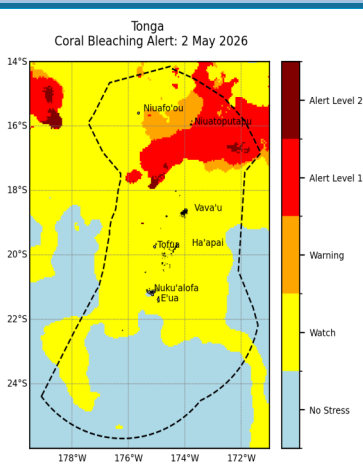 Tonga
Coral Bleaching Alert: 2 May 2026
14°S
16°S
18°S
20°S
22°S
24°S
178°W
176°W
174°W
172°W
Niuafo'ou
Niuatoputapu
Vava'u
Tofua
Ha'apai
Nuku'alofa
E'ua
Alert Level 2
Alert Level 1
Warning
Watch
No Stress